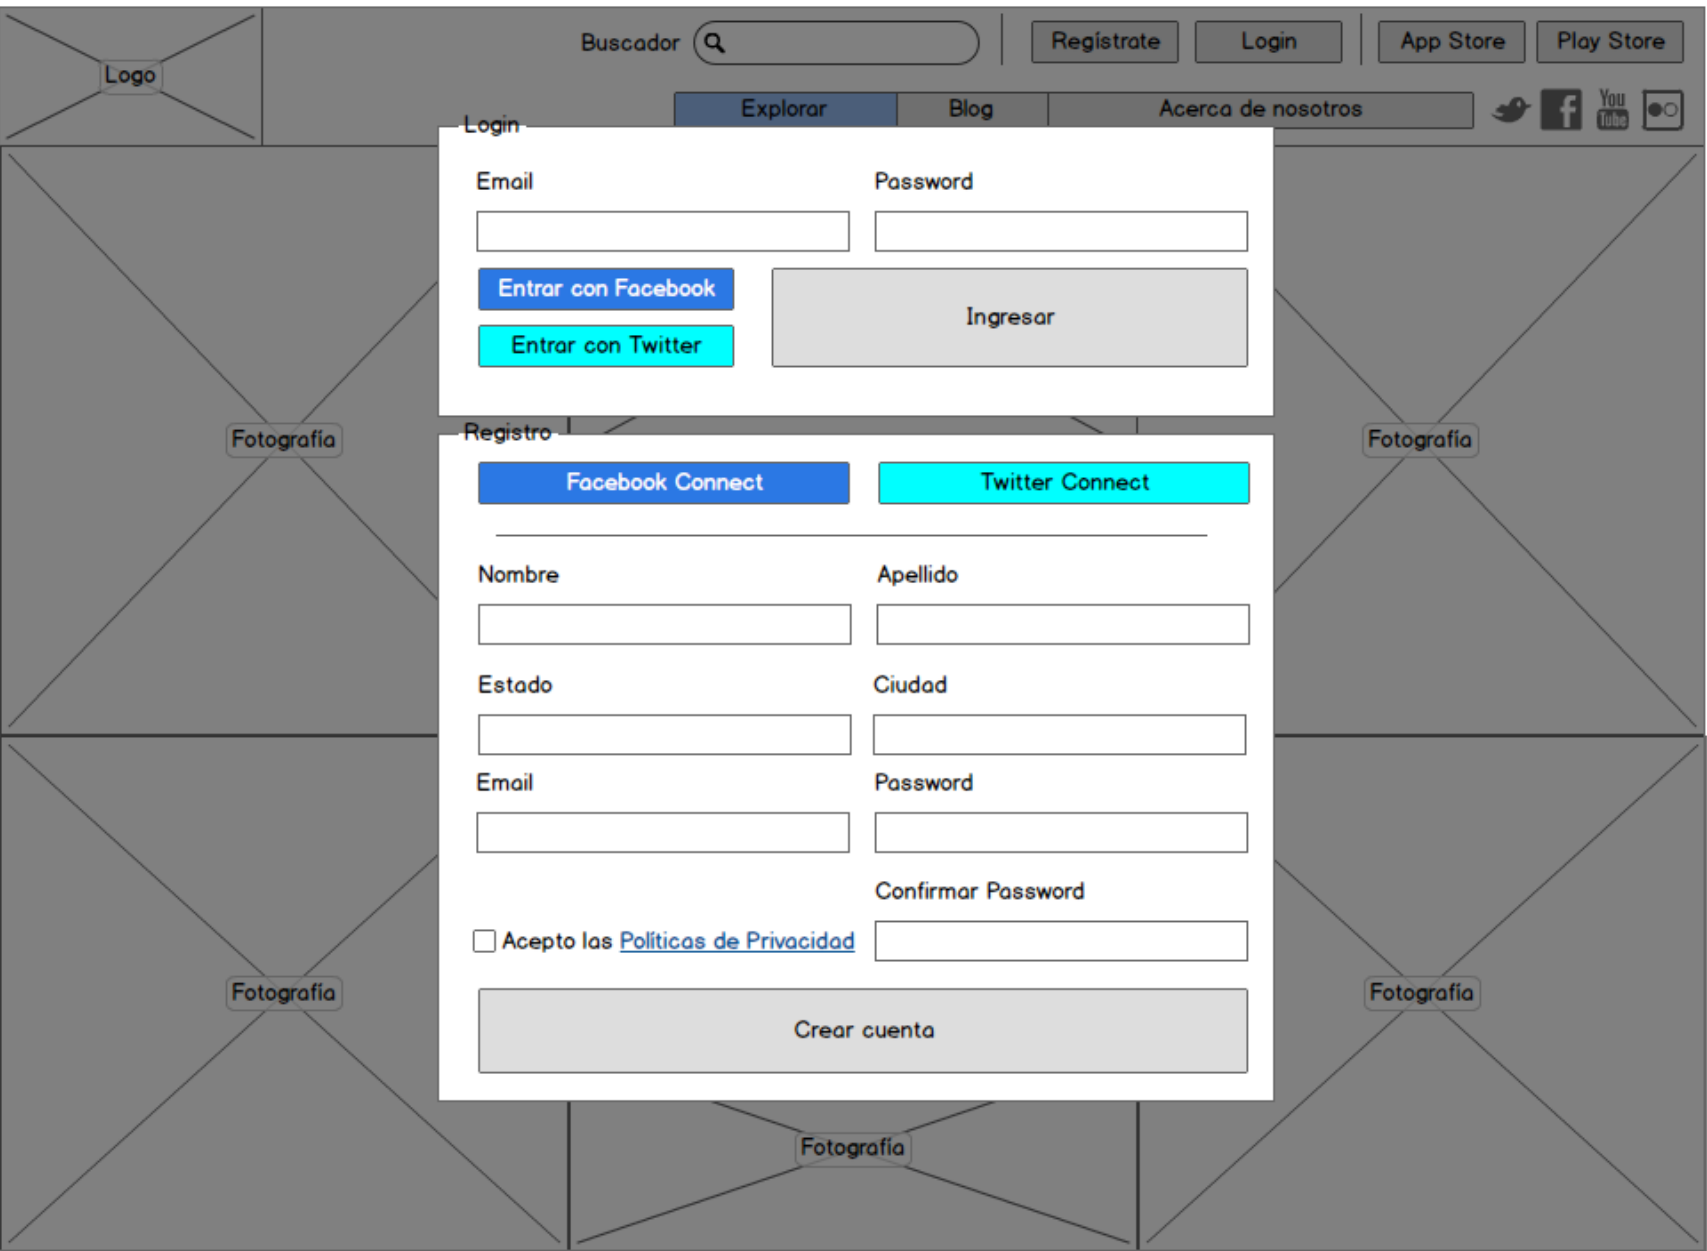 Logo
Buscador
Regístrate
Login
App Store
Play Store
Explorar
Blog
Acerca de nosotros
You
Tube
Login
Email
Password
Entrar con Facebook
Entrar con Twitter
Ingresar
Fotografía
Fotografía
Registro
Facebook Connect
Twitter Connect
Nombre
Apellido
Estado
Ciudad
Email
Password
Confirmar Password
Acepto las Políticas de Privacidad
Fotografía
Fotografía
Crear cuenta
Fotografía